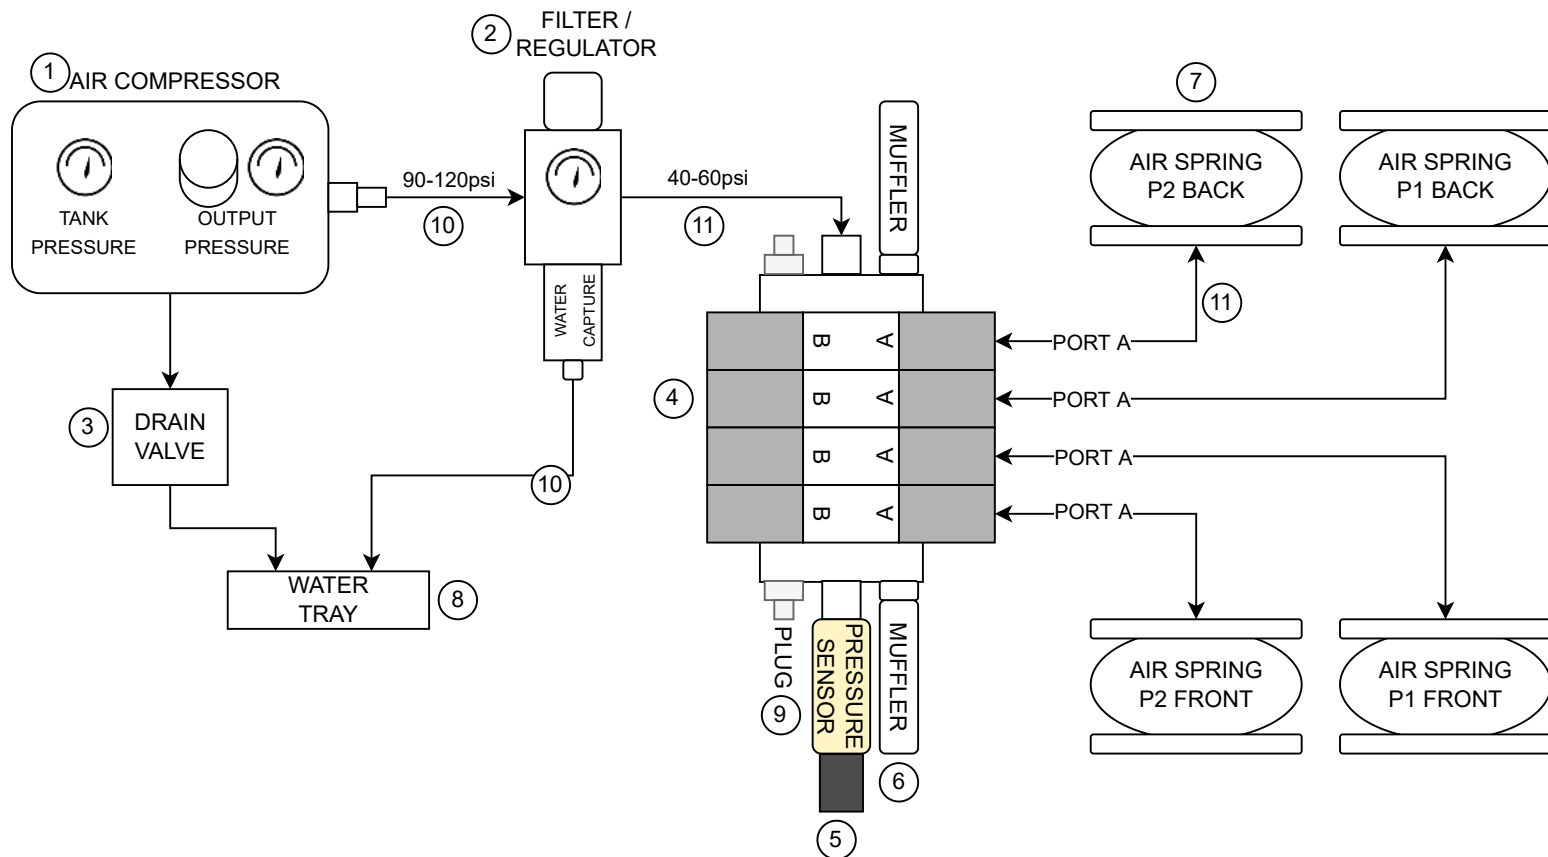 1
AIR COMPRESSOR
TANK
PRESSURE
OUTPUT
PRESSURE
90-120psi
10
2
FILTER /
REGULATOR
WATER
CAPTURE
40-60psi
11
3
DRAIN
VALVE
10
WATER
TRAY
8
MUFFLER
4
B A
B A
B A
B A
PLUG
9
PRESSURE
SENSOR
5
MUFFLER
6
PORT A
PORT A
PORT A
PORT A
7
AIR SPRING
P2 BACK
AIR SPRING
P1 BACK
11
AIR SPRING
P2 FRONT
AIR SPRING
P1 FRONT